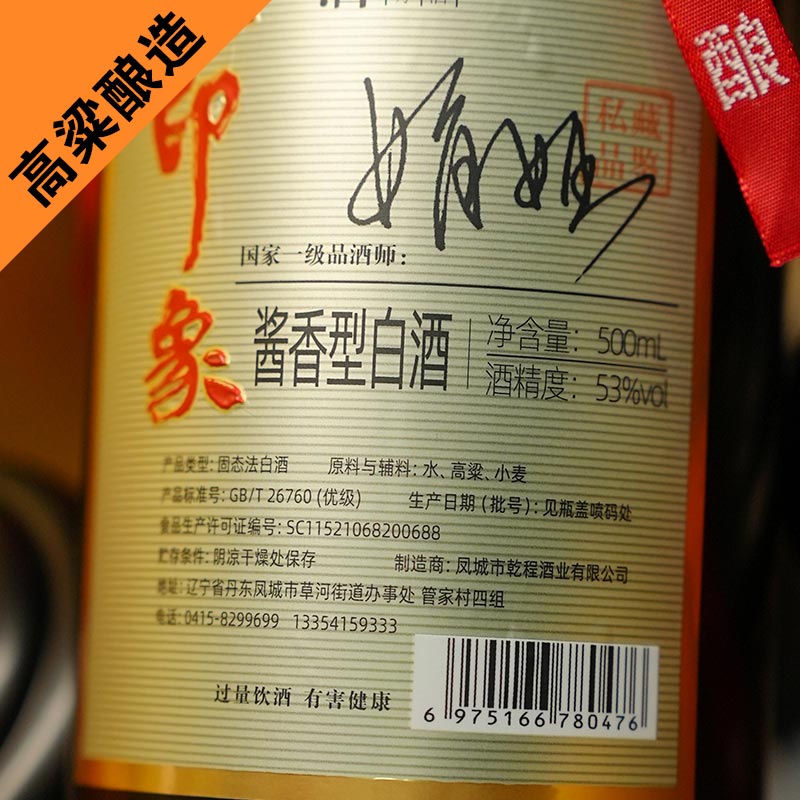 高粱酿造
印象
私藏
品鉴
国家一级品酒师:
酱香型白酒
净含量: 500mL
酒精度: 53%vol
产品类型: 固态法白酒 原料与辅料: 水、高粱、小麦
产品标准号: GB/T 26760 (优级) 生产日期 (批号): 见瓶盖喷码处
食品生产许可证编号: SC11521068200688
贮存条件: 阴凉干燥处保存 制造商: 凤城市乾程酒业有限公司
地址: 辽宁省丹东凤城市草河街道办事处 管家村四组
电话: 0415-8299699 13354159333
过量饮酒 有害健康
6 975166 780476